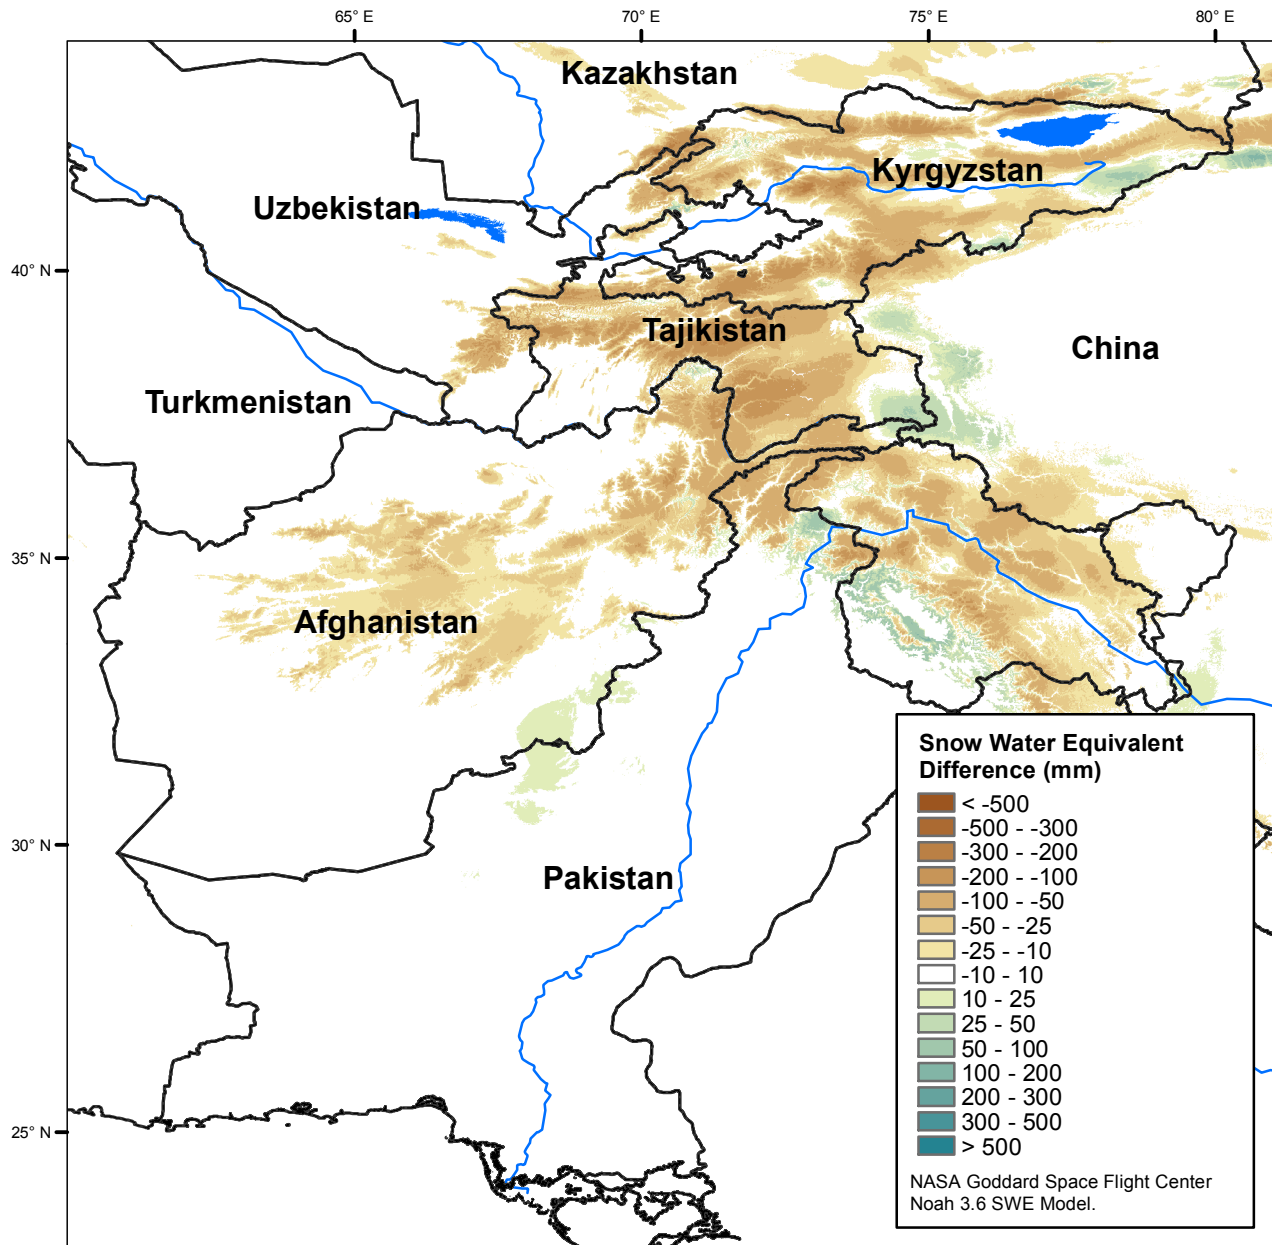 65° E 70° E 75° E 80° E
Kazakhstan
Kyrgyzstan
Uzbekistan
40° N
Tajikistan
China
Turkmenistan
35° N
Afghanistan
Snow Water Equivalent
Difference (mm)
< -500
-500 - -300
-300 - -200
-200 - -100
-100 - -50
-50 - -25
-25 - -10
-10 - 10
10 - 25
25 - 50
50 - 100
100 - 200
200 - 300
300 - 500
> 500
NASA Goddard Space Flight Center
Noah 3.6 SWE Model.
30° N
Pakistan
25° N